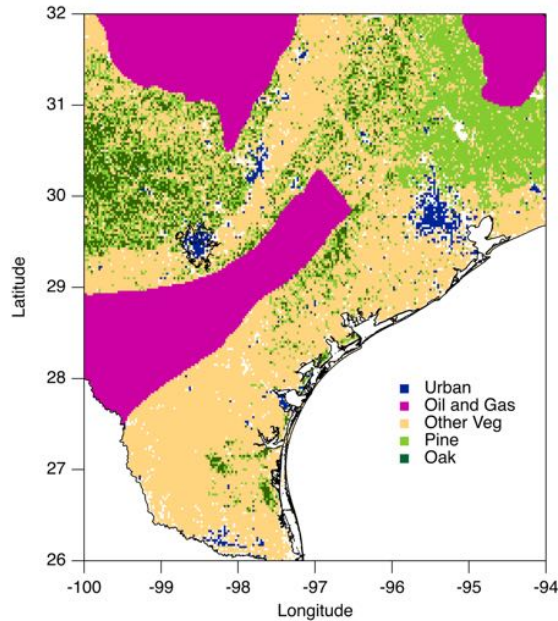 32
31
30
29
28
27
26
Latitude
Urban
Oil and Gas
Other Veg
Pine
Oak
-100
-99
-98
-97
-96
-95
-94
Longitude